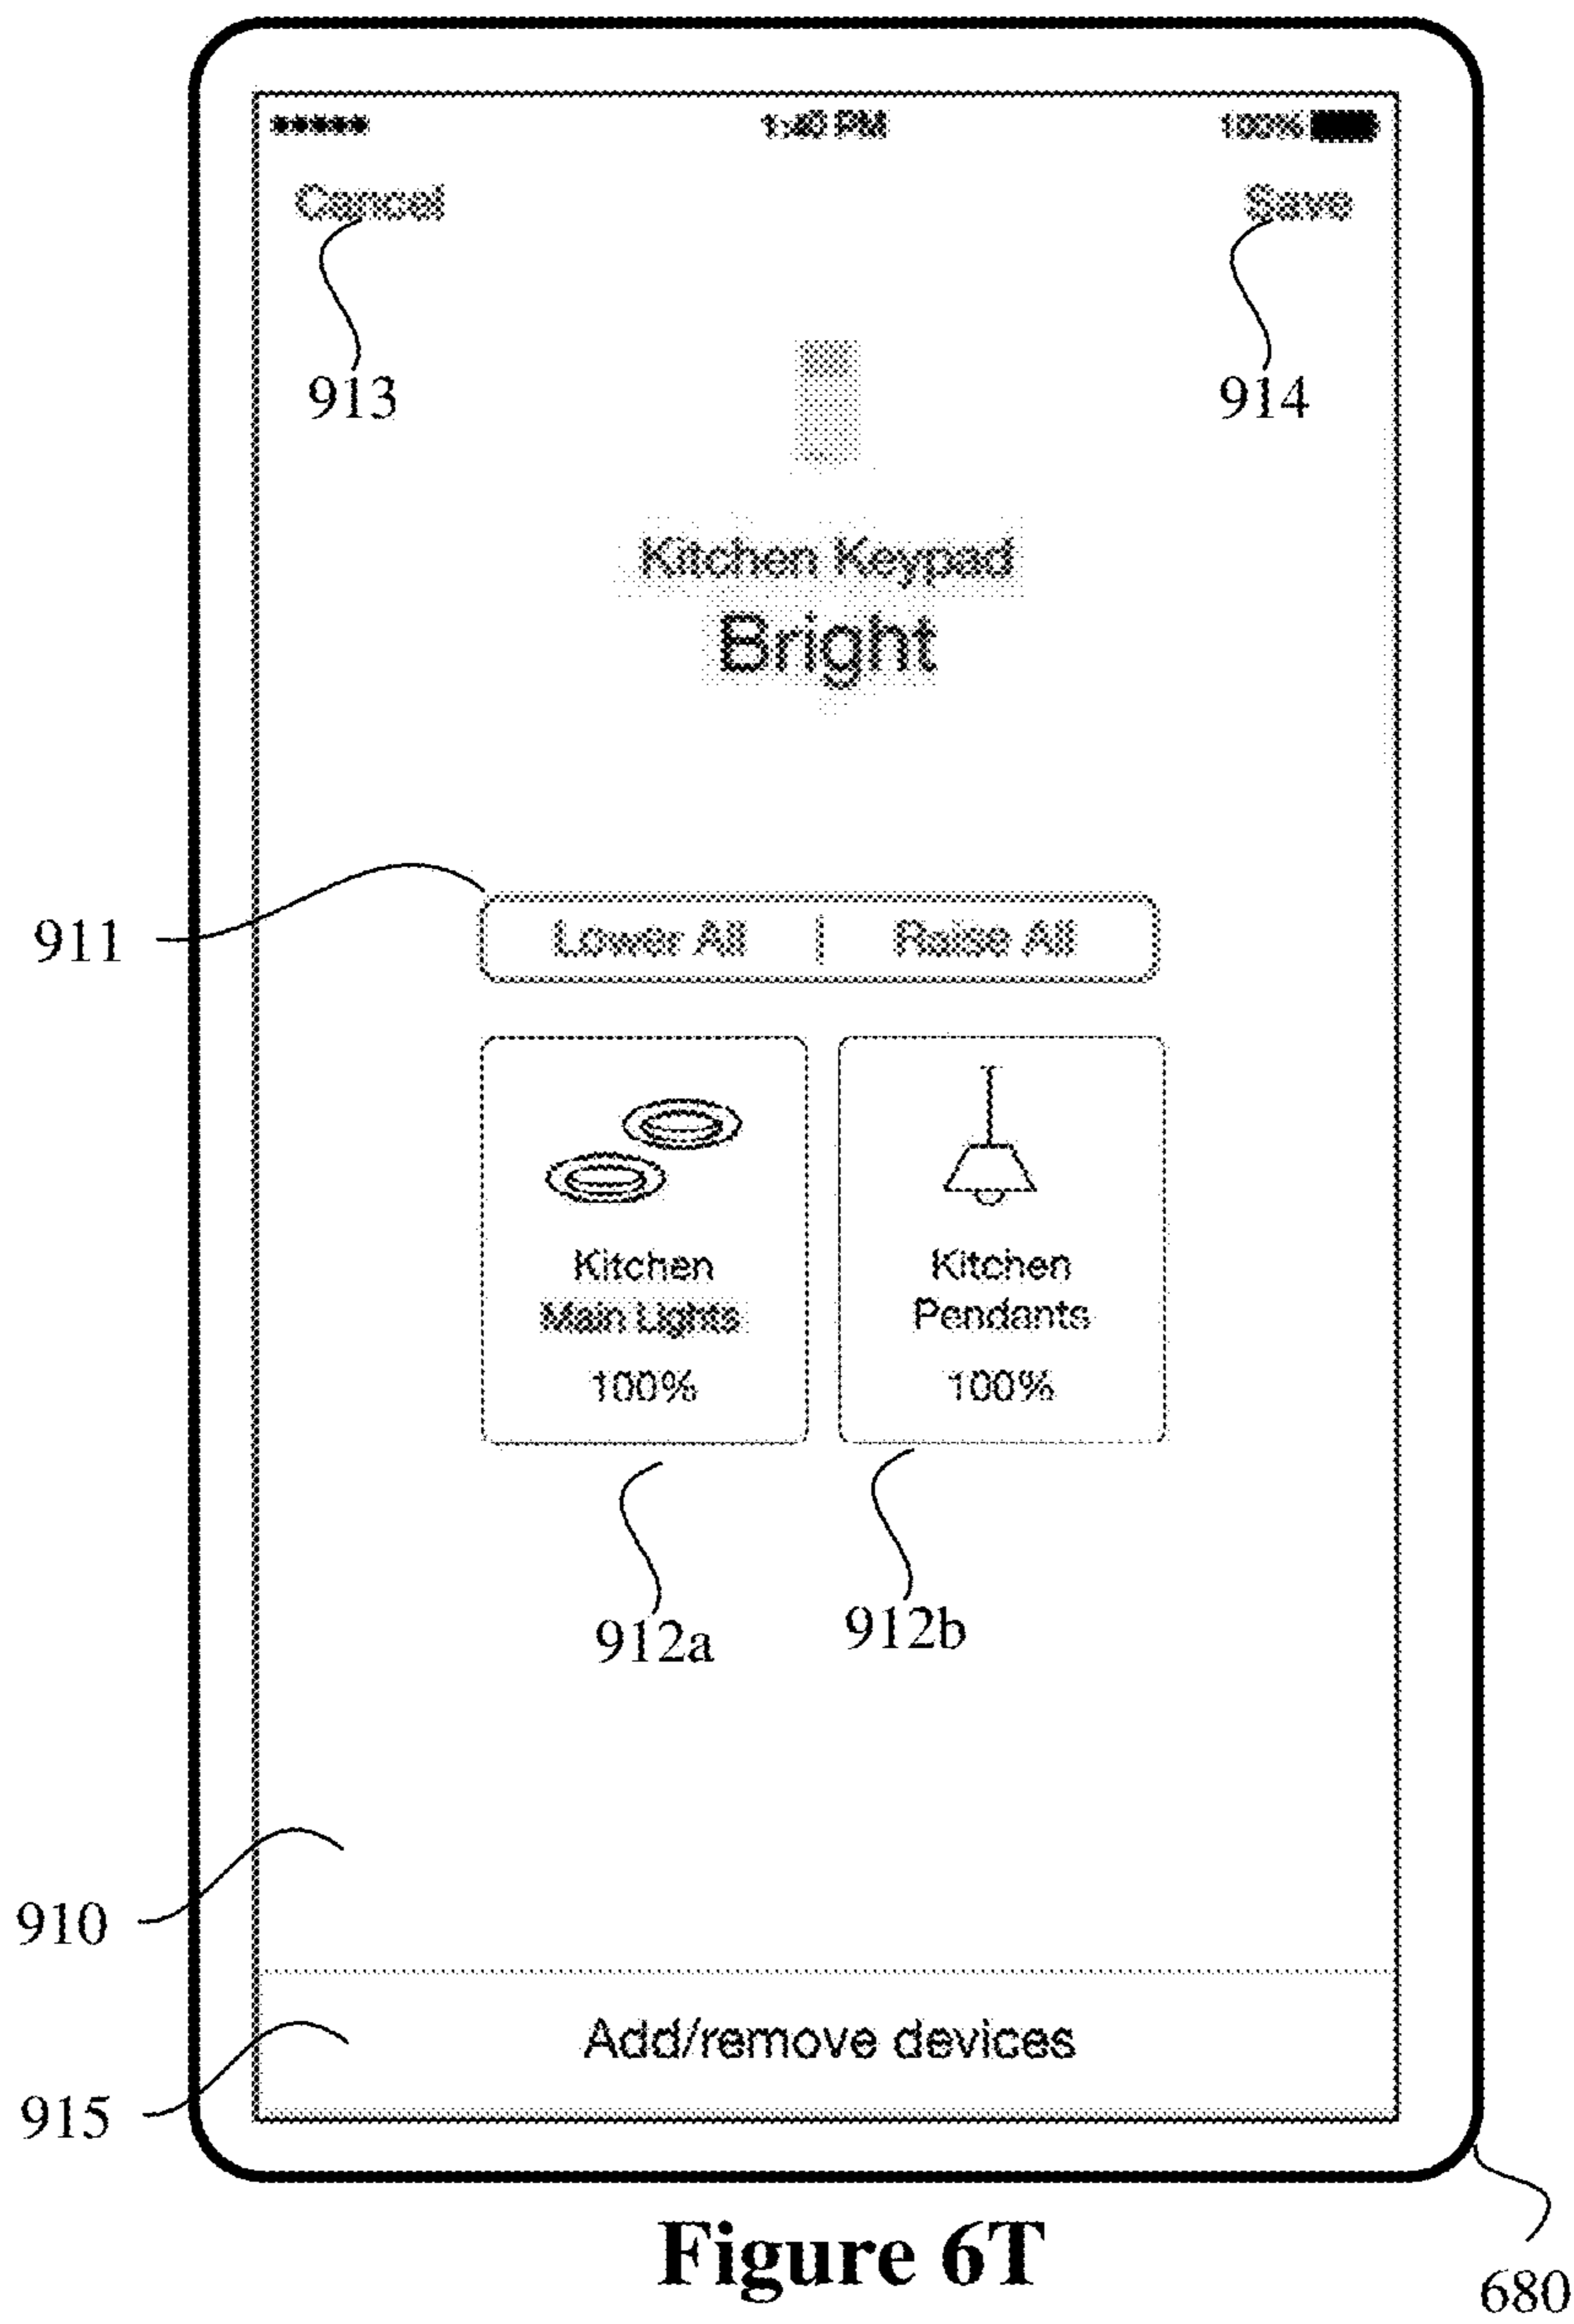 1:40 PM 100%
Cancel Save
913 914
Kitchen Keypad
Bright
911
Lower All | Raise All
Kitchen Kitchen
Main Lights Pendants
100% 100%
912a 912b
910
Add/remove devices
915
Figure 6T
680